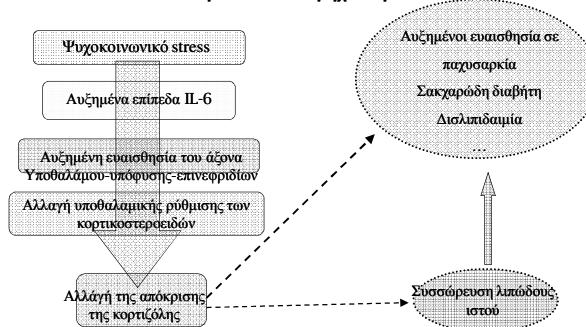 Ψυχοκοινωνικό stress
Αυξημένα επίπεδα IL-6
Αυξημένη ευαισθησία του άξονα
Υποθαλάμου-υπόφυσης-επινεφριδίων
Αλλαγή υποθαλαμικής ρύθμισης των
κορτικοστεροειδών
Αλλάγή της απόκρισης
της κορτιζόλης
Αυξημένοι ευαισθησία σε
παχυσαρκία
Σακχαρώδη διαβήτη
Δισλιπιδαιμία
…
Συσσώρευση λιπώδους
ιστού